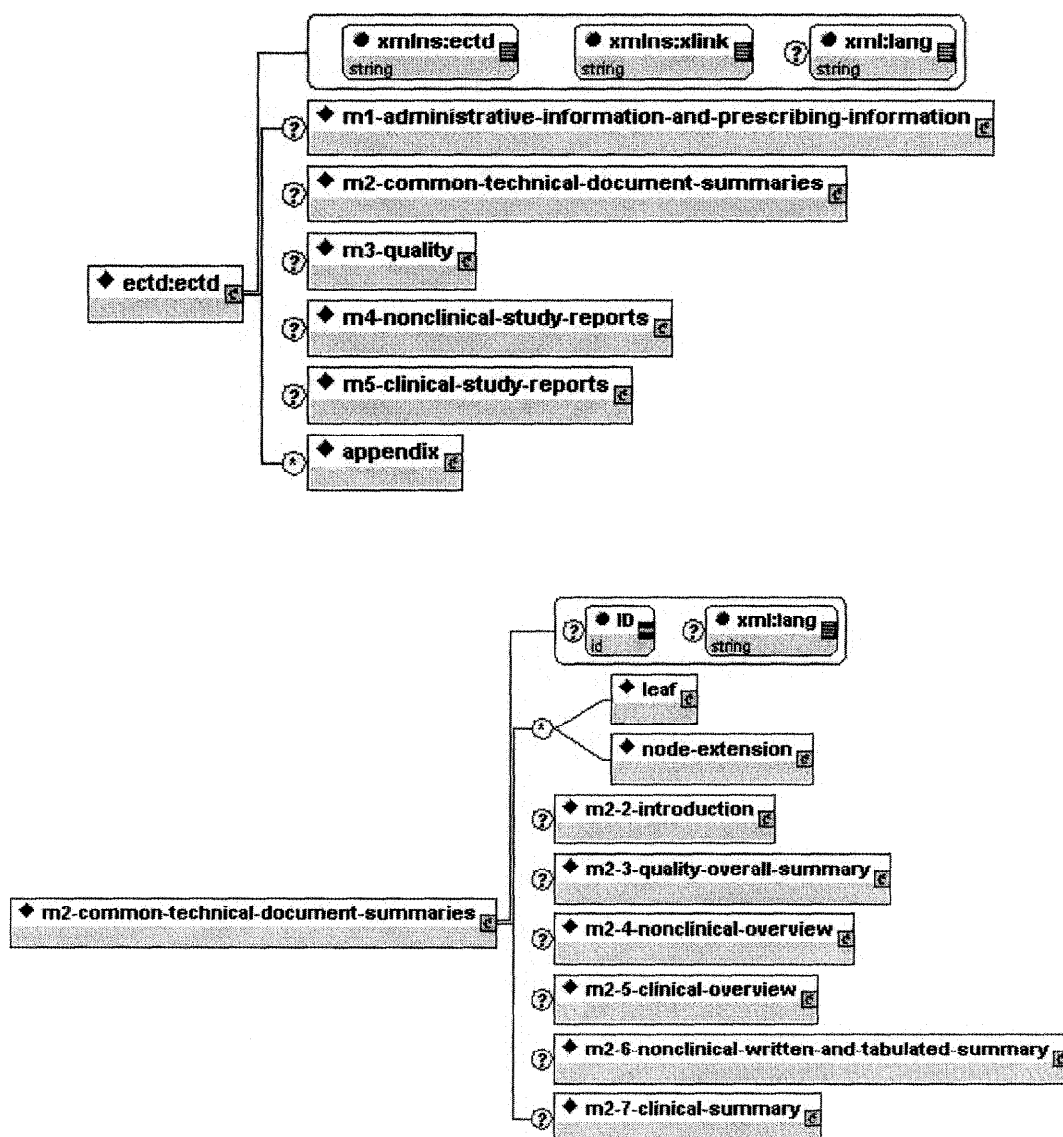 xmlns:ectd xmlns:xlink ? xml:lang
string string string
? m1-administrative-information-and-prescribing-information
? m2-common-technical-document-summaries
? m3-quality
ectd:ectd
? m4-nonclinical-study-reports
? m5-clinical-study-reports
* appendix
? ID ? xml:lang
id string
leaf
*
node-extension
? m2-2-introduction
? m2-3-quality-overall-summary
m2-common-technical-document-summaries
? m2-4-nonclinical-overview
? m2-5-clinical-overview
? m2-6-nonclinical-written-and-tabulated-summary
? m2-7-clinical-summary